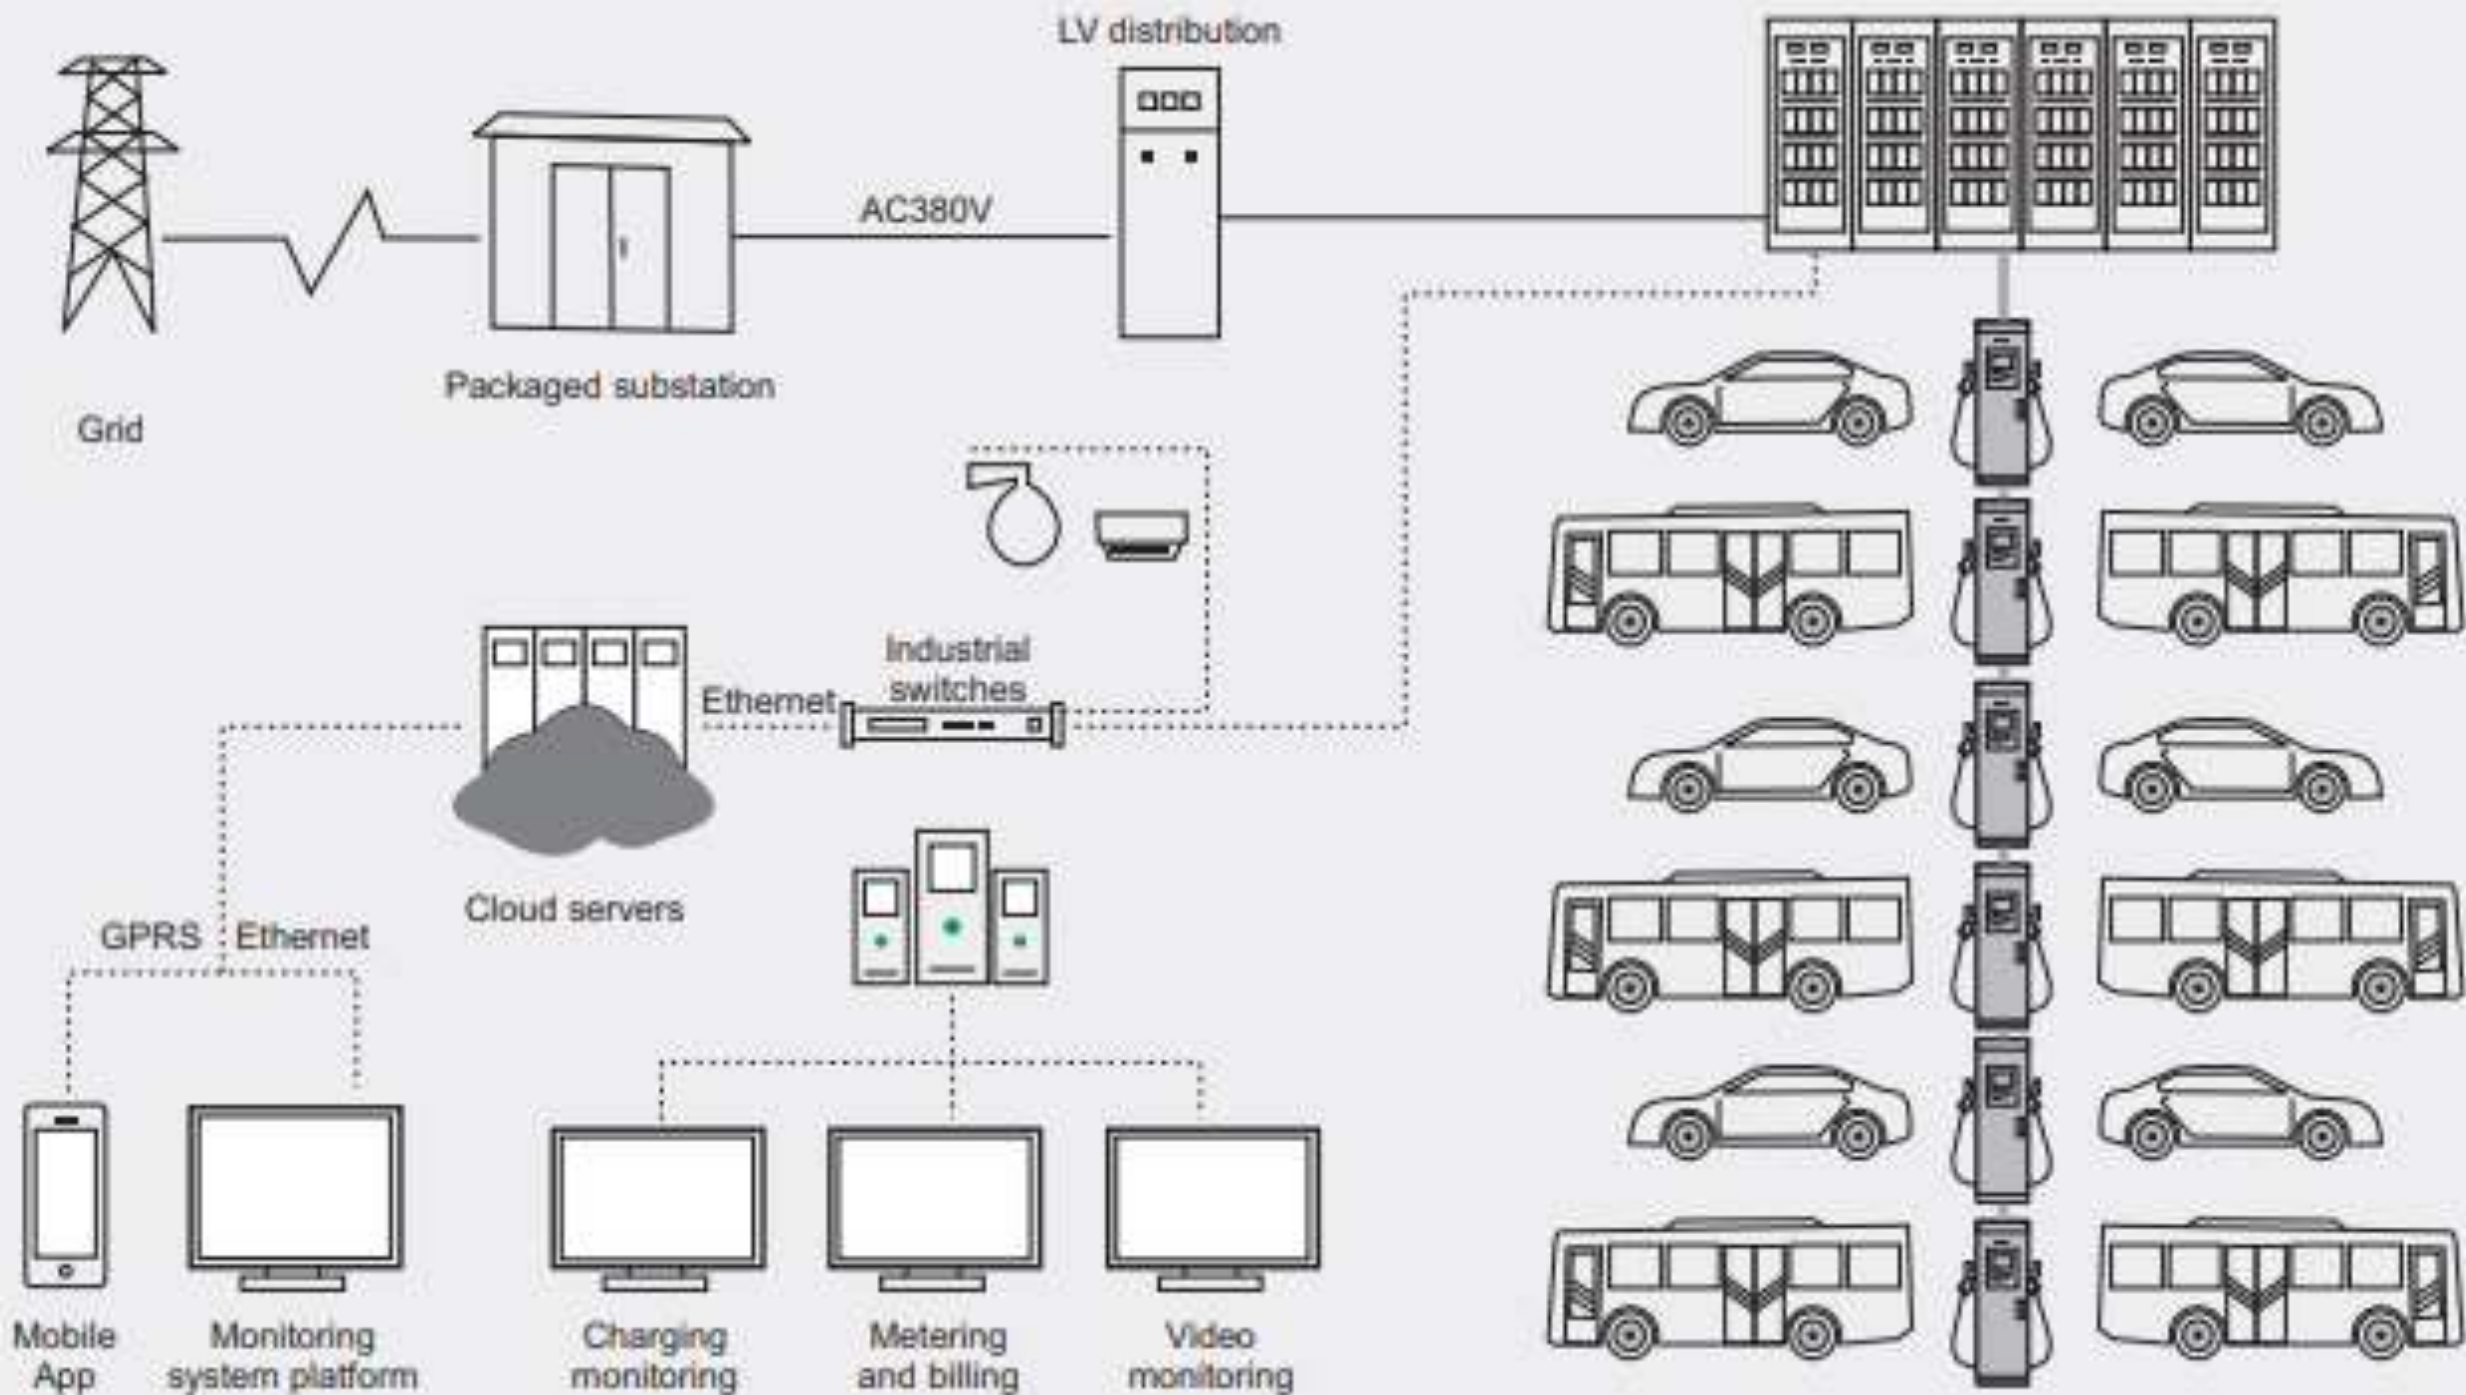 LV distribution
AC380V
Packaged substation
Grid
Industrial
switches
Ethernet
Cloud servers
GPRS
Ethernet
Mobile
App
Monitoring
system platform
Charging
monitoring
Metering
and billing
Video
monitoring